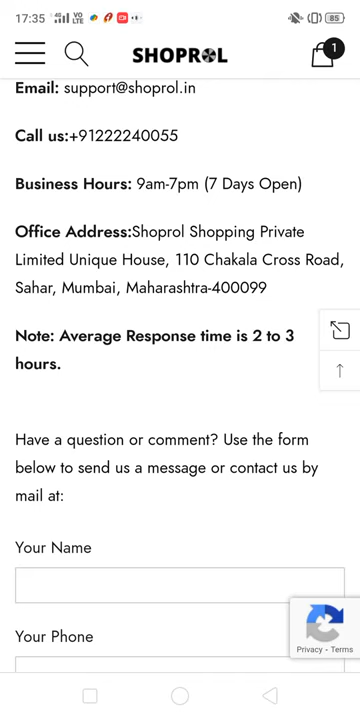 17:35 4G VO LTE 85
SHOPROL 1
Email: support@shoprol.in
Call us:+91222240055
Business Hours: 9am-7pm (7 Days Open)
Office Address:Shoprol Shopping Private
Limited Unique House, 110 Chakala Cross Road,
Sahar, Mumbai, Maharashtra-400099
Note: Average Response time is 2 to 3
hours.
Have a question or comment? Use the form
below to send us a message or contact us by
mail at:
Your Name
Your Phone
Privacy - Terms